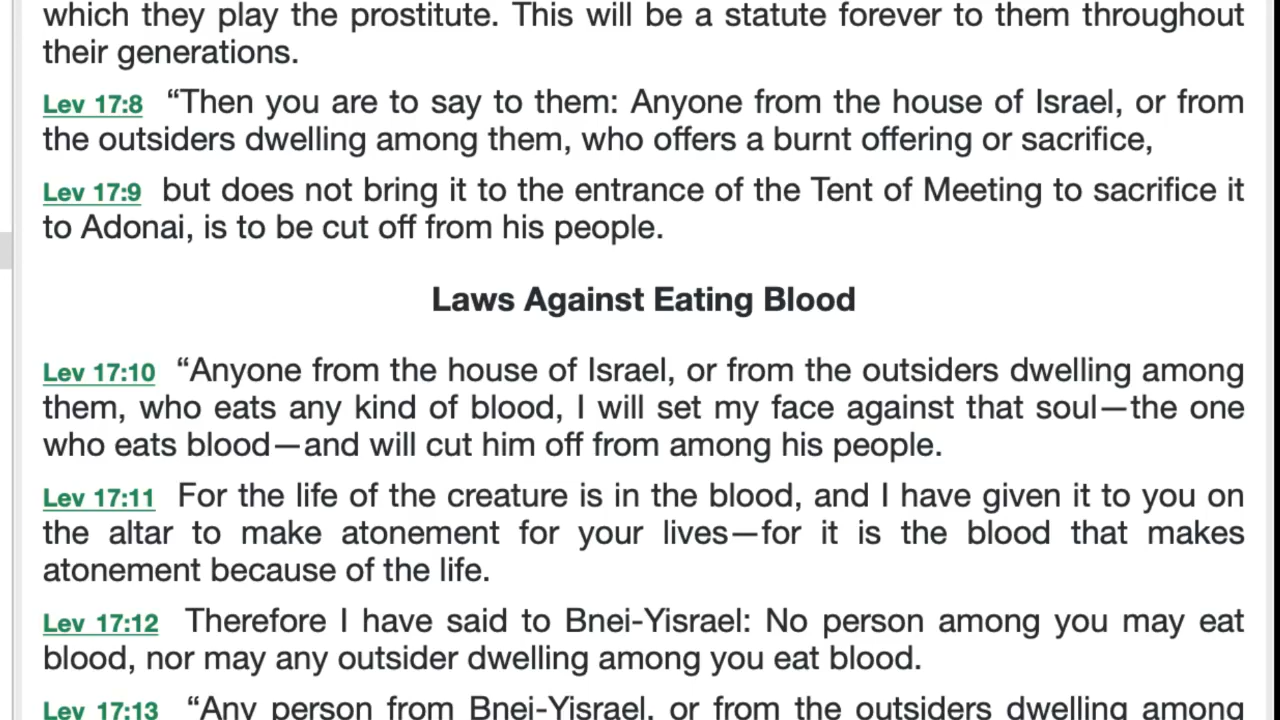 which they play the prostitute. This will be a statute forever to them throughout
their generations.
Lev 17:8 “Then you are to say to them: Anyone from the house of Israel, or from
the outsiders dwelling among them, who offers a burnt offering or sacrifice,
Lev 17:9 but does not bring it to the entrance of the Tent of Meeting to sacrifice it
to Adonai, is to be cut off from his people.
Laws Against Eating Blood
Lev 17:10 “Anyone from the house of Israel, or from the outsiders dwelling among
them, who eats any kind of blood, I will set my face against that soul—the one
who eats blood—and will cut him off from among his people.
Lev 17:11 For the life of the creature is in the blood, and I have given it to you on
the altar to make atonement for your lives—for it is the blood that makes
atonement because of the life.
Lev 17:12 Therefore I have said to Bnei-Yisrael: No person among you may eat
blood, nor may any outsider dwelling among you eat blood.
Lev 17:13 “Any person from Bnei-Yisrael, or from the outsiders dwelling among